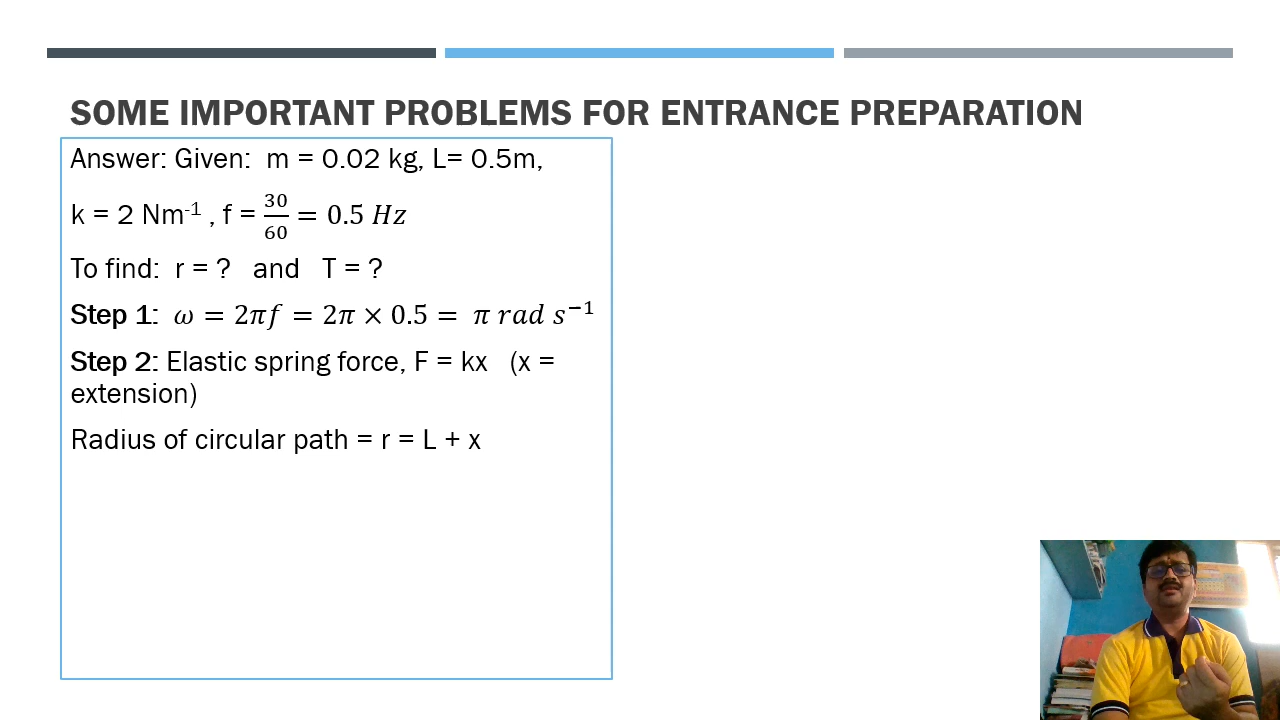 SOME IMPORTANT PROBLEMS FOR ENTRANCE PREPARATION
Answer: Given:  m = 0.02 kg, L= 0.5m,
k = 2 Nm⁻¹ , f = 30/60 = 0.5 Hz
To find:  r = ?   and   T = ?
Step 1:  ω = 2πf = 2π × 0.5 =  π rad s⁻¹
Step 2: Elastic spring force, F = kx   (x =
extension)
Radius of circular path = r = L + x